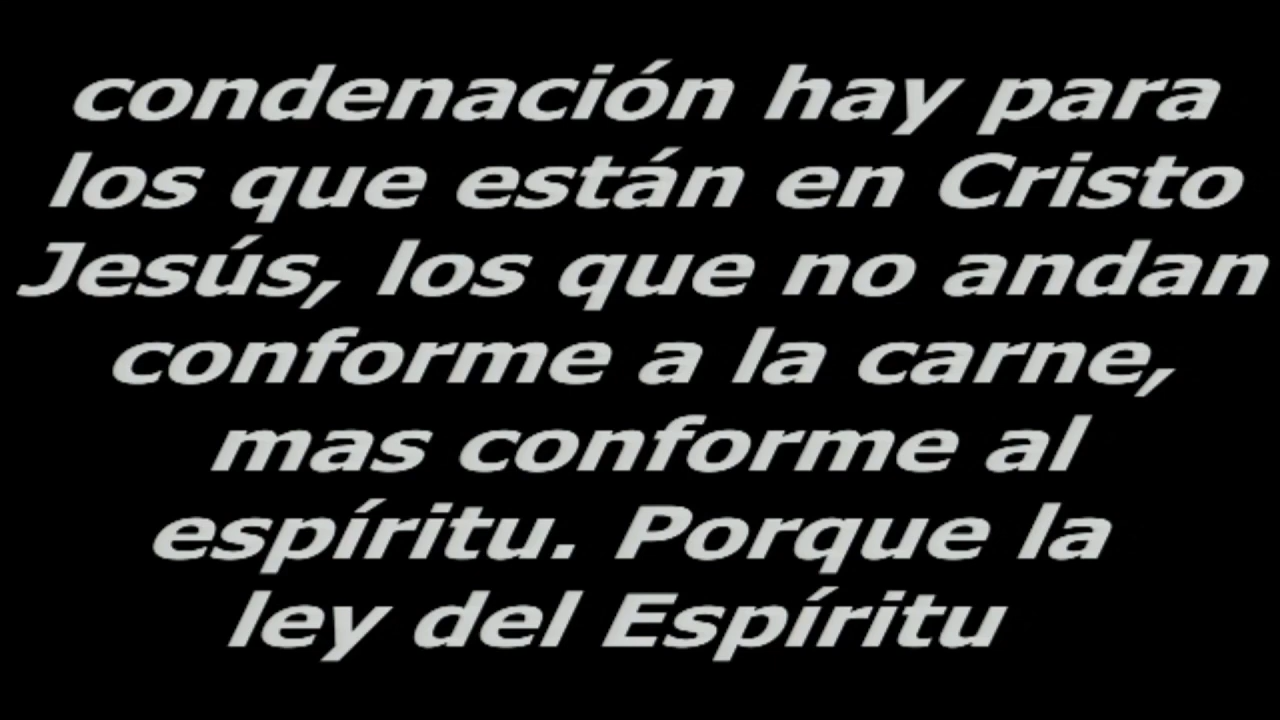 condenación hay para
los que están en Cristo
Jesús, los que no andan
conforme a la carne,
mas conforme al
espíritu. Porque la
ley del Espíritu